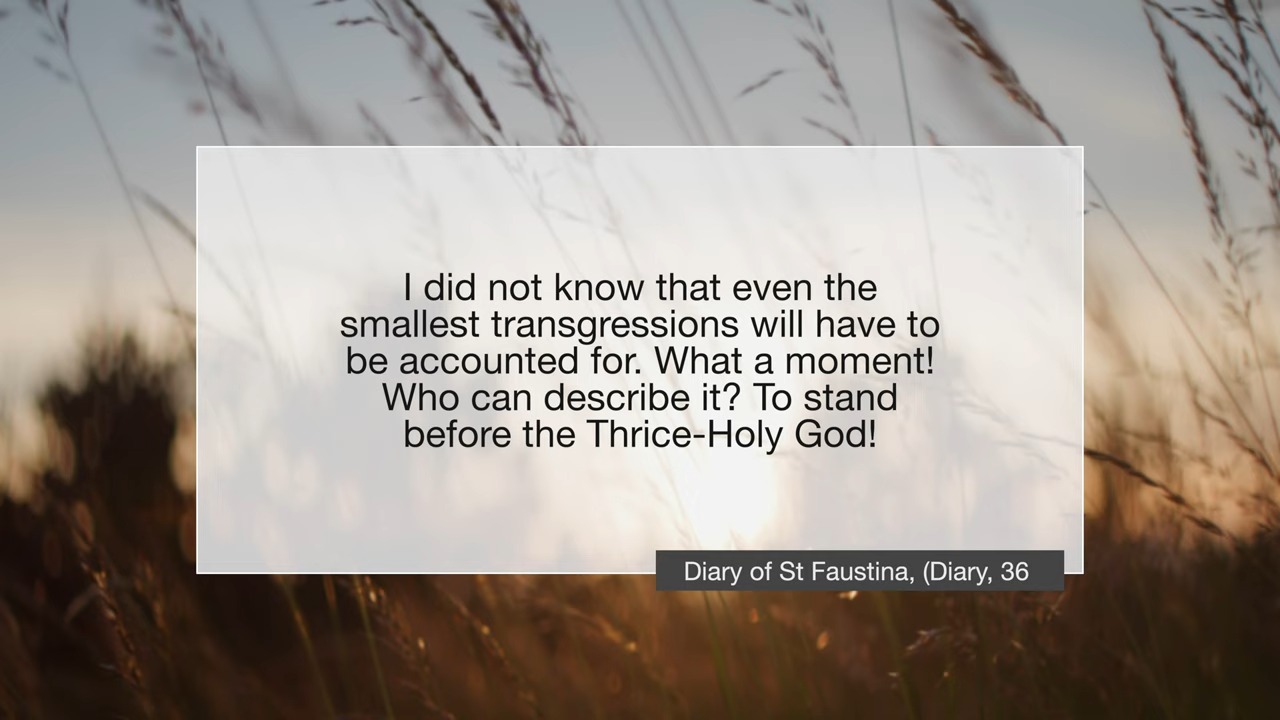 I did not know that even the
smallest transgressions will have to
be accounted for. What a moment!
Who can describe it? To stand
before the Thrice-Holy God!
Diary of St Faustina, (Diary, 36